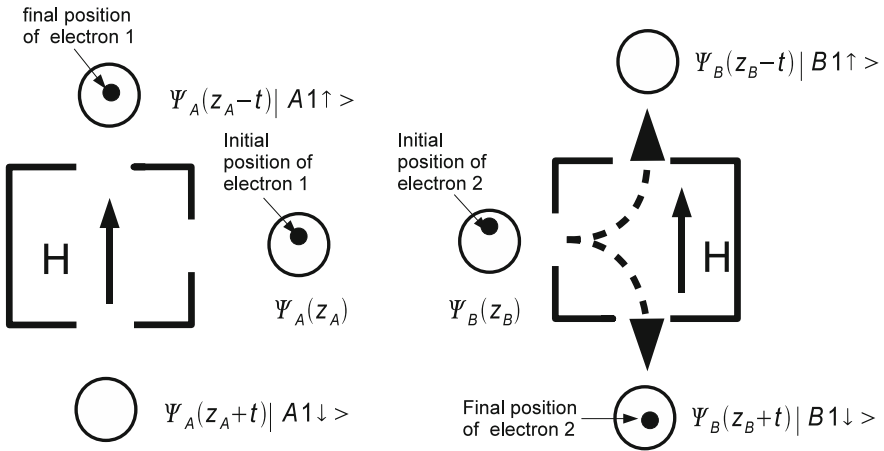 final position
of electron 1
Ψ_A(z_A−t)| A1↑>
Initial
position of
electron 1
H
Ψ_A(z_A)
Ψ_A(z_A+t)| A1↓>
Ψ_B(z_B−t)| B1↑>
Initial
position of
electron 2
H
Ψ_B(z_B)
Final position
of electron 2
Ψ_B(z_B+t)| B1↓>